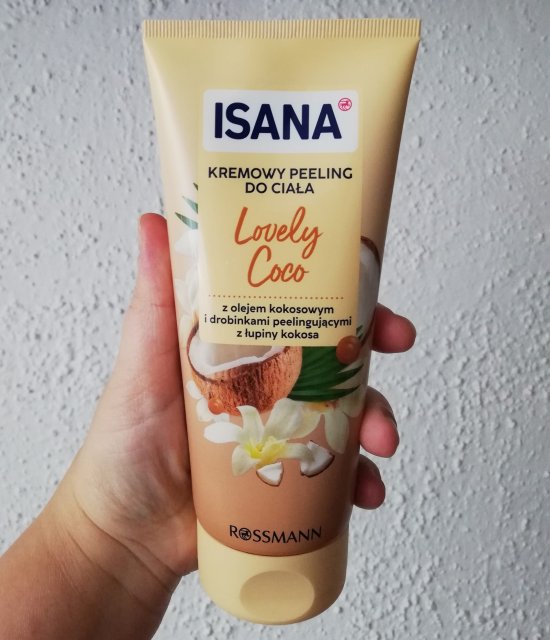 ISANA
KREMOWY PEELING
DO CIAŁA
Lovely
Coco
z olejem kokosowym
i drobinkami peelingującymi
z łupiny kokosa
ROSSMANN